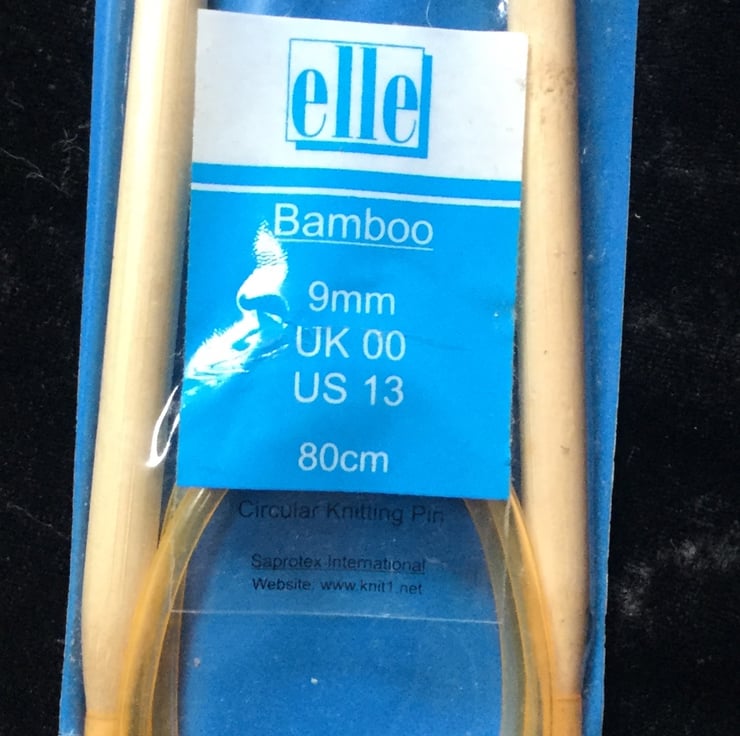 elle
Bamboo
9mm
UK 00
US 13
80cm
Circular Knitting Pin
Saprotex International
Website: www.knit1.net